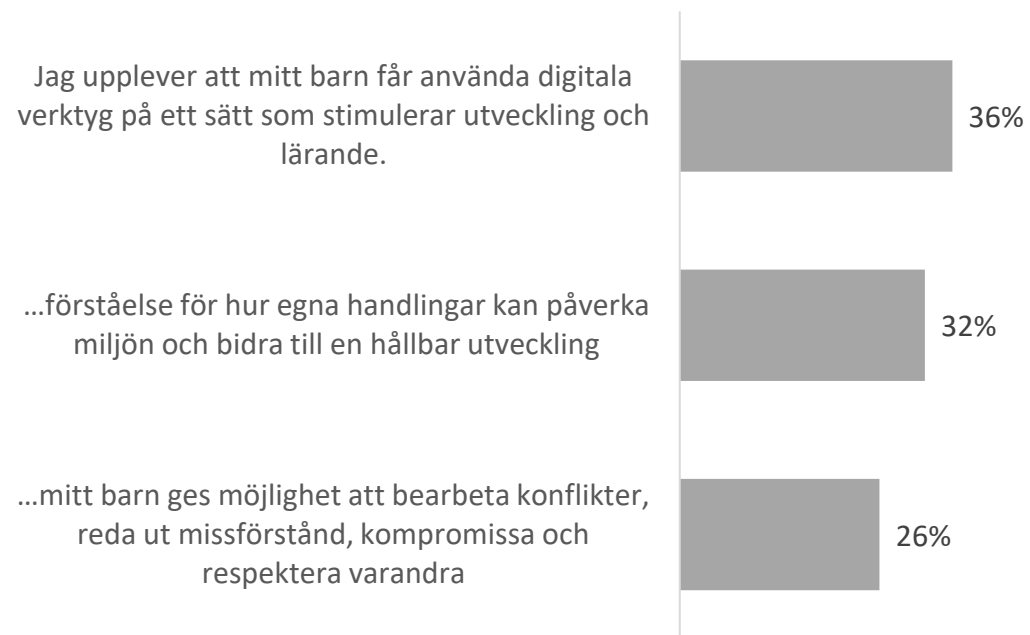 Jag upplever att mitt barn får använda digitala
verktyg på ett sätt som stimulerar utveckling och
lärande.
36%
…förståelse för hur egna handlingar kan påverka
miljön och bidra till en hållbar utveckling
32%
…mitt barn ges möjlighet att bearbeta konflikter,
reda ut missförstånd, kompromissa och
respektera varandra
26%